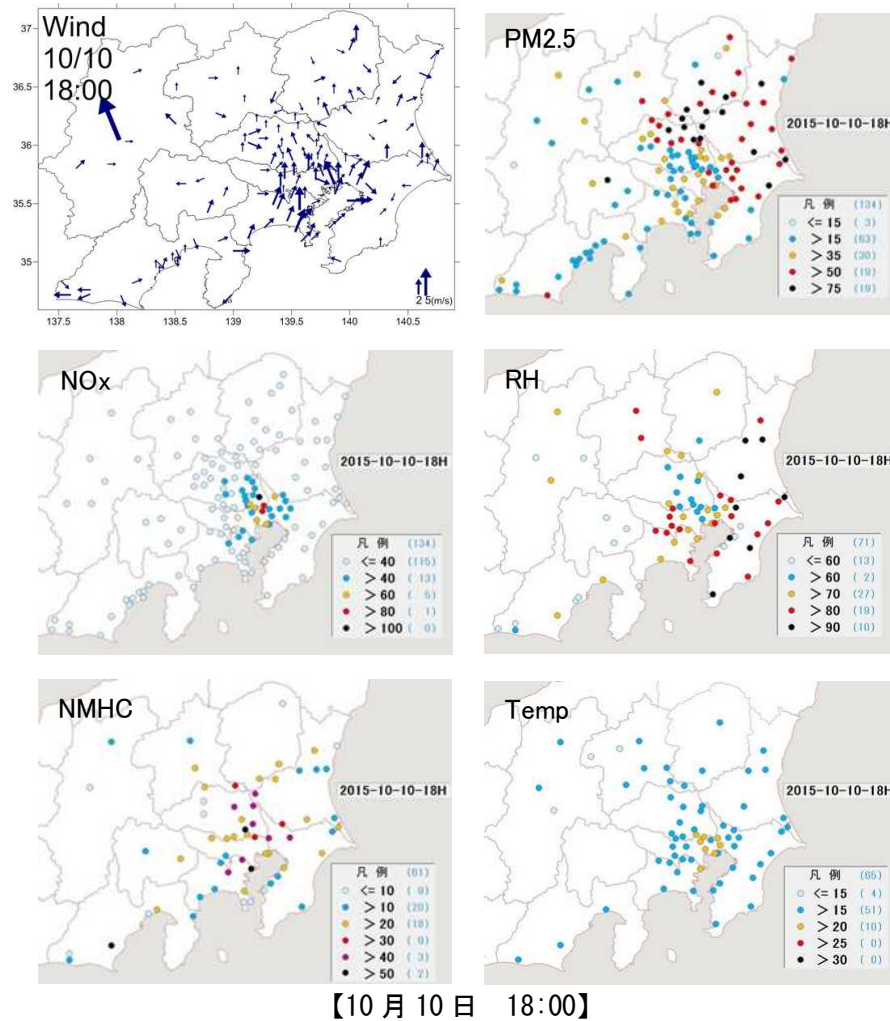 Wind
10/10
18:00
37
36.5
36
35.5
35
137.5 138 138.5 139 139.5 140 140.5
2 5(m/s)
PM2.5
2015-10-10-18H
凡 例 (134)
<= 15 ( 3)
> 15 (63)
> 35 (30)
> 50 (19)
> 75 (19)
NOx
2015-10-10-18H
凡 例 (134)
<= 40 (115)
> 40 ( 13)
> 60 ( 5)
> 80 ( 1)
> 100 ( 0)
RH
2015-10-10-18H
凡 例 (71)
<= 60 (13)
> 60 ( 2)
> 70 (27)
> 80 (19)
> 90 (10)
NMHC
2015-10-10-18H
凡 例 (61)
<= 10 ( 9)
> 10 (20)
> 20 (18)
> 30 ( 9)
> 40 ( 3)
> 50 ( 2)
Temp
2015-10-10-18H
凡 例 (65)
<= 15 ( 4)
> 15 (51)
> 20 (10)
> 25 ( 0)
> 30 ( 0)
【10 月 10 日 18:00】